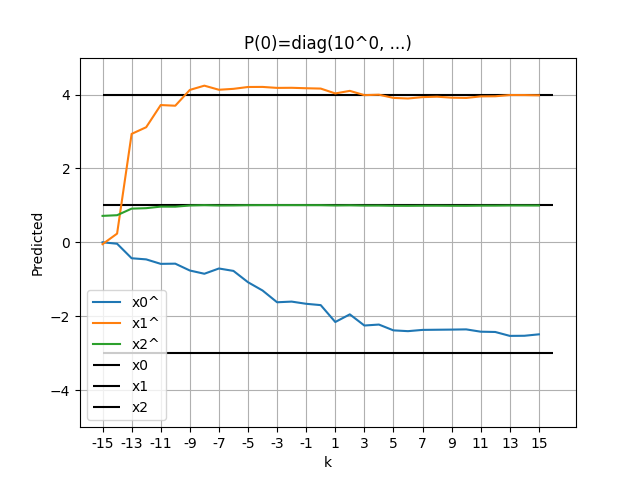 P(0)=diag(10^0, ...)
Predicted
4
2
0
−2
−4
x0^
x1^
x2^
x0
x1
x2
-15 -13 -11 -9 -7 -5 -3 -1 1 3 5 7 9 11 13 15
k